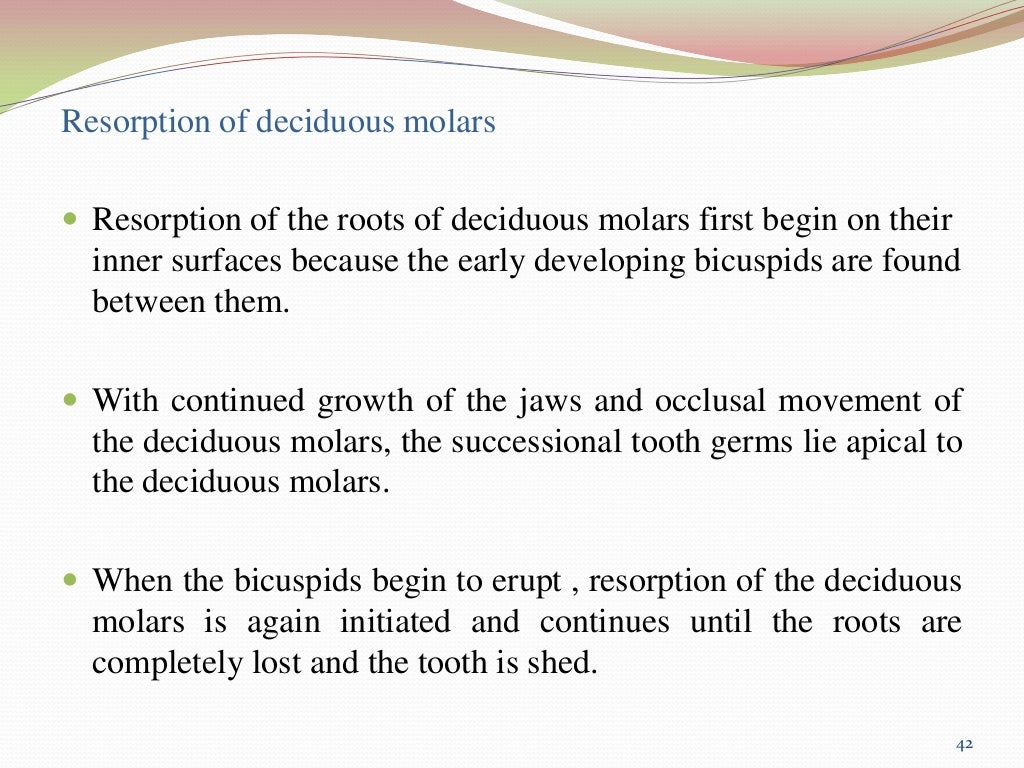 Resorption of deciduous molars
• Resorption of the roots of deciduous molars first begin on their
inner surfaces because the early developing bicuspids are found
between them.
• With continued growth of the jaws and occlusal movement of
the deciduous molars, the successional tooth germs lie apical to
the deciduous molars.
• When the bicuspids begin to erupt , resorption of the deciduous
molars is again initiated and continues until the roots are
completely lost and the tooth is shed.
42